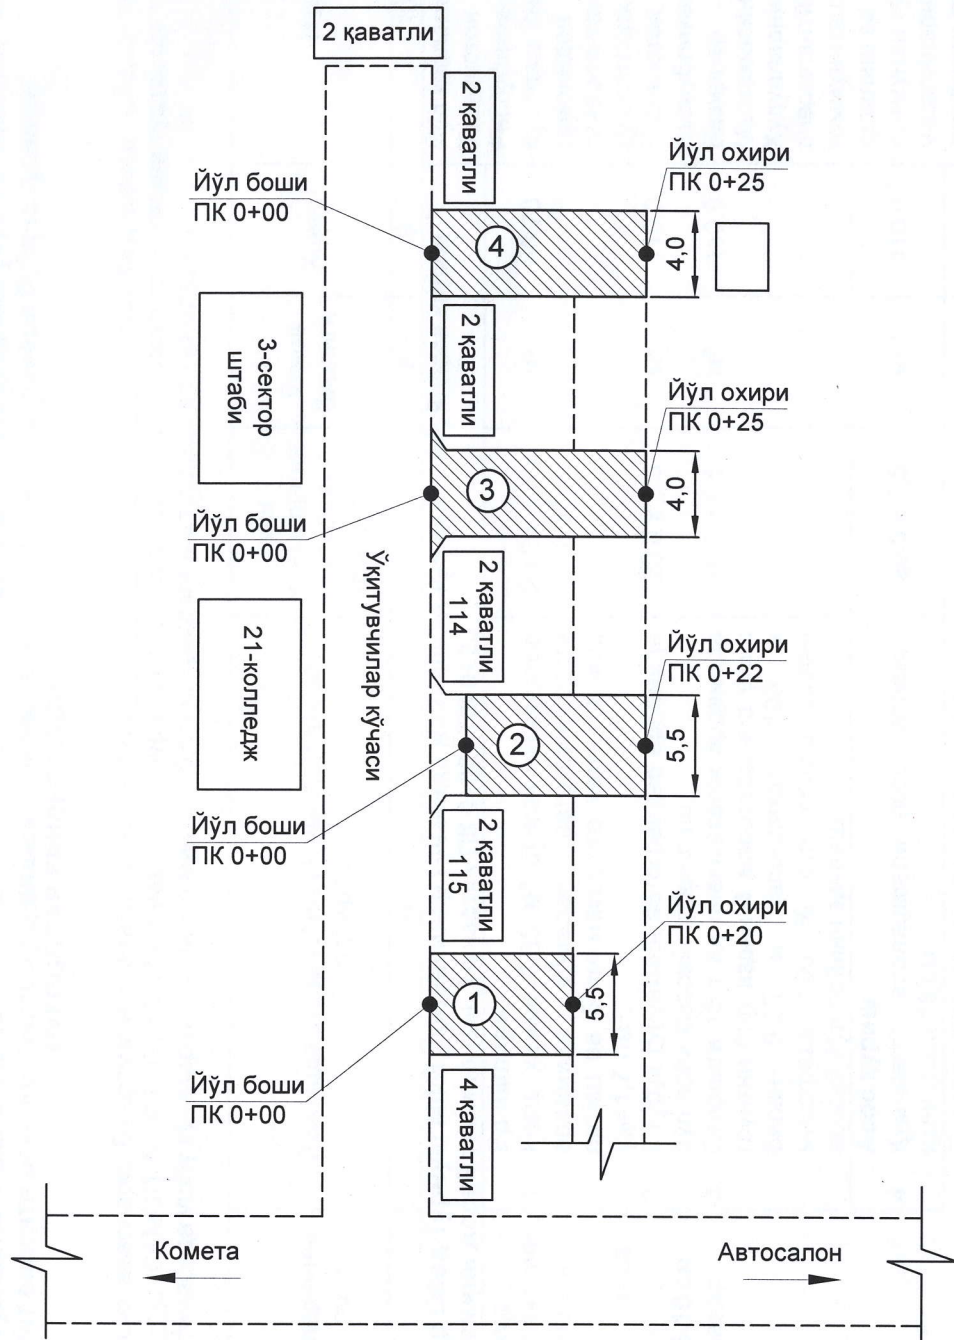 2 қаватли
2 қаватли
Йўл охири
ПК 0+25
Йўл боши
ПК 0+00
4
4,0
3-сектор
штаби
2 қаватли
Йўл охири
ПК 0+25
3
4,0
Йўл боши
ПК 0+00
Ўқитувчилар кўчаси
2 қаватли
114
21-колледж
Йўл охири
ПК 0+22
2
5,5
Йўл боши
ПК 0+00
2 қаватли
115
Йўл охири
ПК 0+20
1
5,5
Йўл боши
ПК 0+00
4 қаватли
Комета
Автосалон